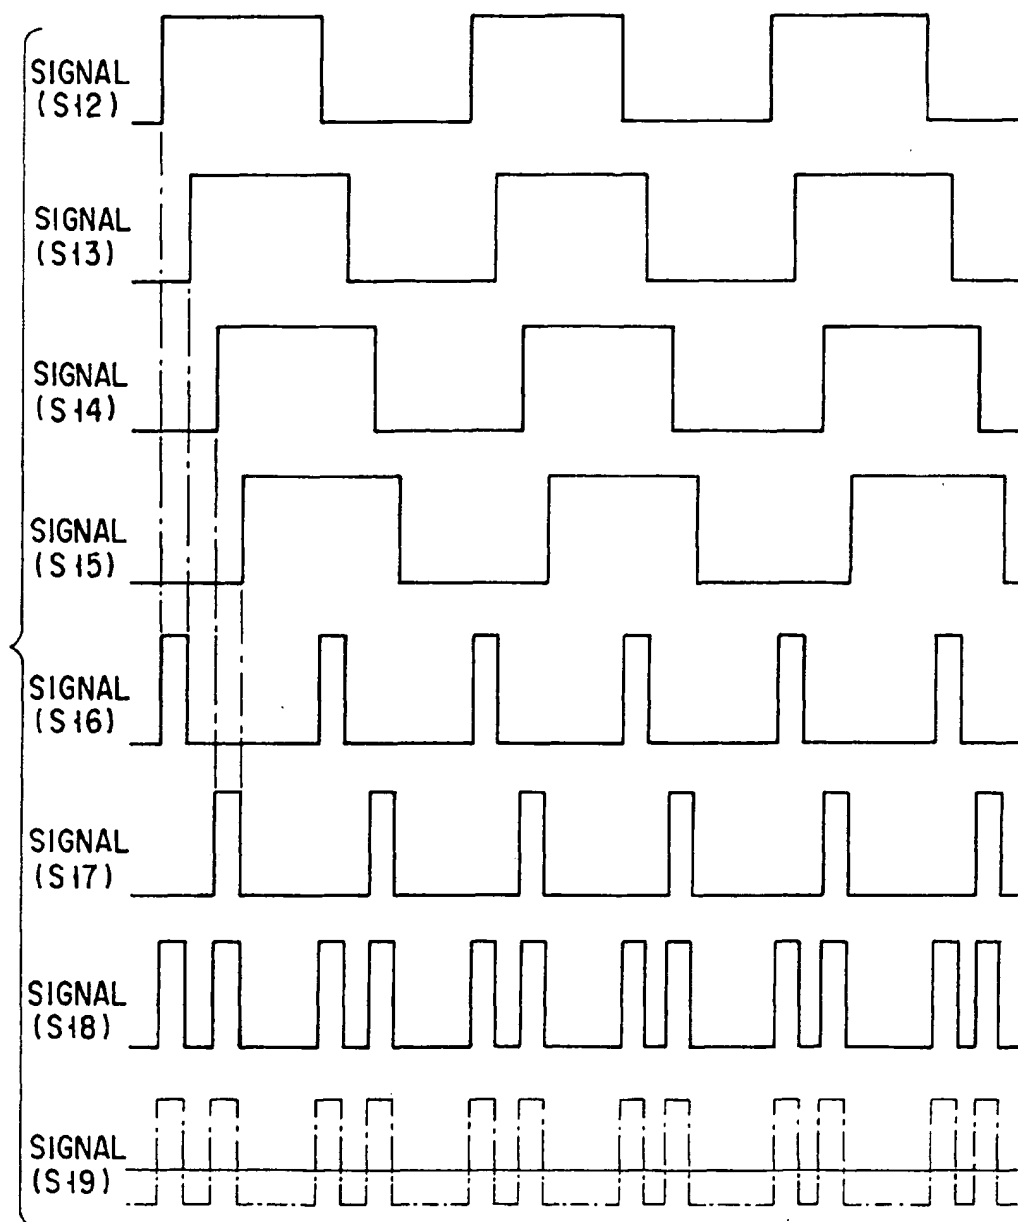 SIGNAL
(S12)
SIGNAL
(S13)
SIGNAL
(S14)
SIGNAL
(S15)
SIGNAL
(S16)
SIGNAL
(S17)
SIGNAL
(S18)
SIGNAL
(S19)